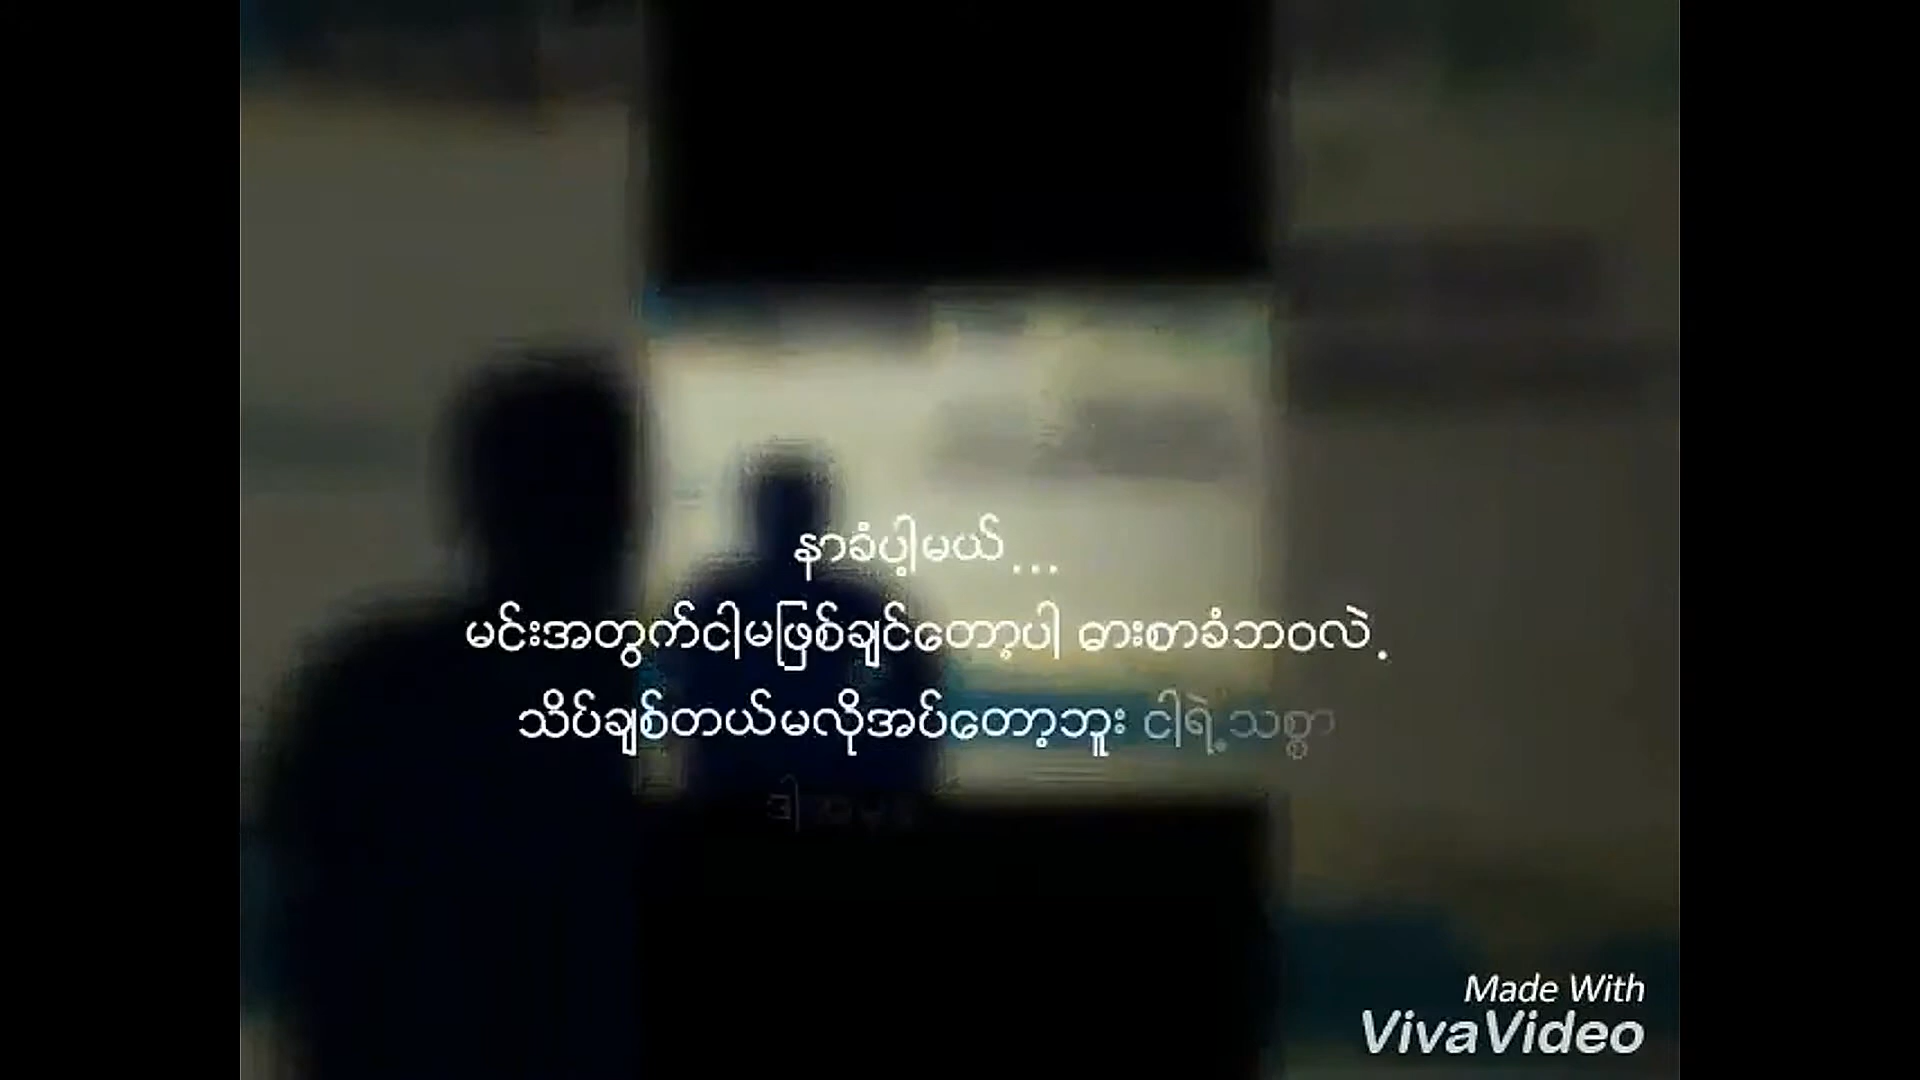 နာခံပါ့မယ်...
မင်းအတွက်ငါမဖြစ်ချင်တော့ပါ ဓားစာခံဘဝလဲ.
သိပ်ချစ်တယ်မလိုအပ်တော့ဘူး ငါရဲ့သစ္စာ
ဒါ
Made With
VivaVideo